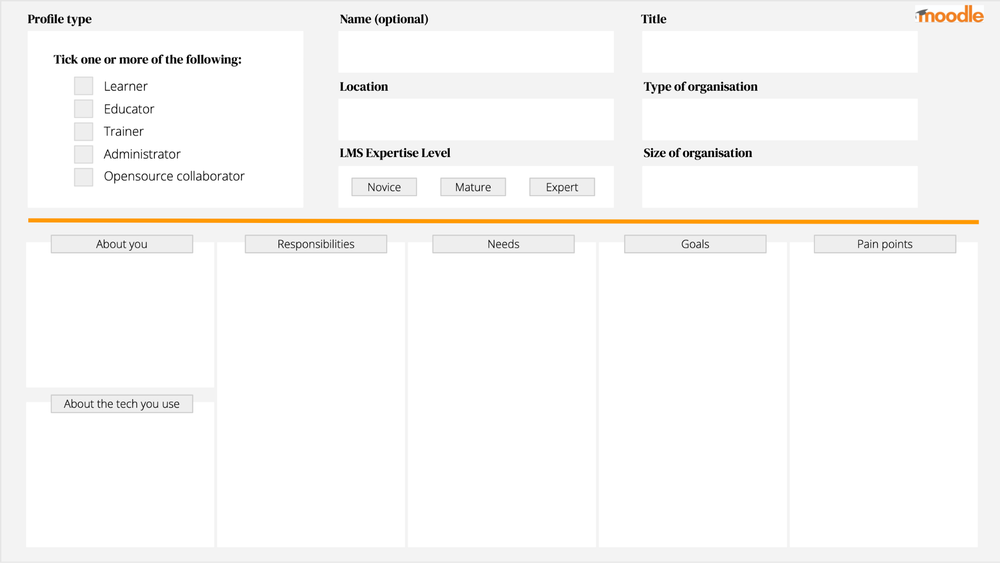 Profile type
Tick one or more of the following:
Learner
Educator
Trainer
Administrator
Opensource collaborator
Name (optional)
Location
LMS Expertise Level
Novice
Mature
Expert
Title
Type of organisation
Size of organisation
moodle
About you
About the tech you use
Responsibilities
Needs
Goals
Pain points